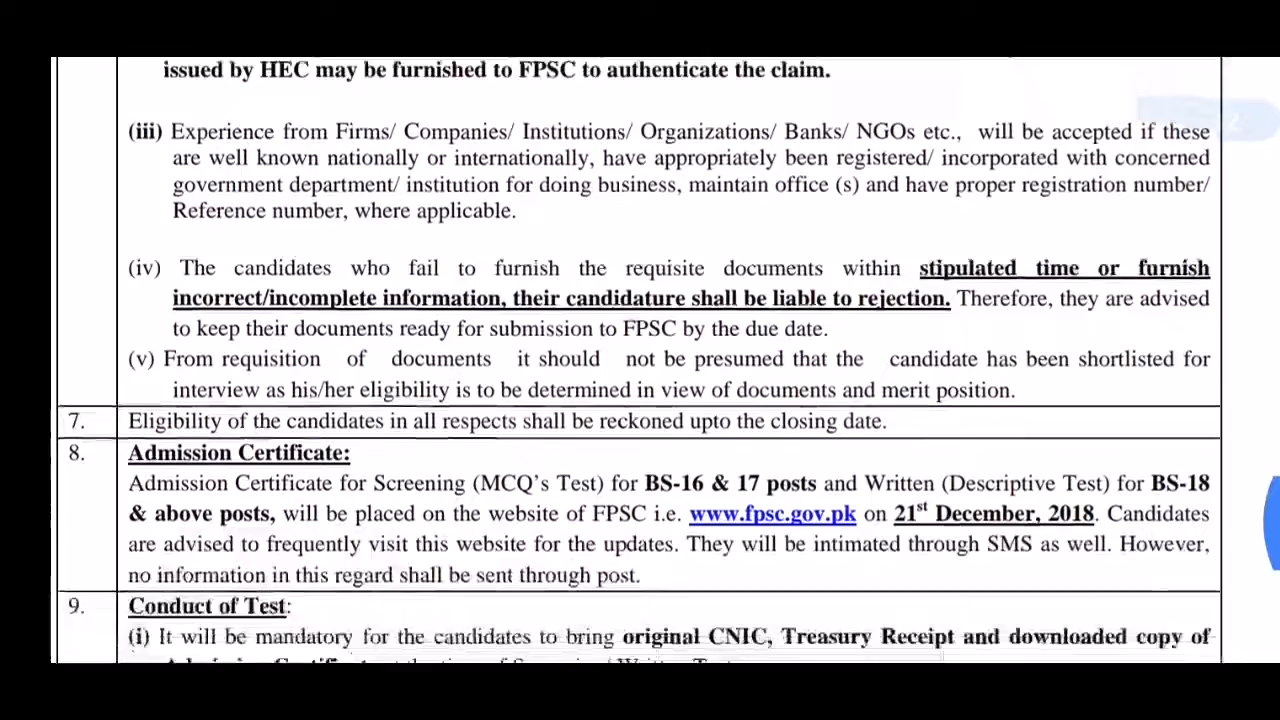 issued by HEC may be furnished to FPSC to authenticate the claim.
(iii) Experience from Firms/ Companies/ Institutions/ Organizations/ Banks/ NGOs etc., will be accepted if these
are well known nationally or internationally, have appropriately been registered/ incorporated with concerned
government department/ institution for doing business, maintain office (s) and have proper registration number/
Reference number, where applicable.
(iv) The candidates who fail to furnish the requisite documents within stipulated time or furnish
incorrect/incomplete information, their candidature shall be liable to rejection. Therefore, they are advised
to keep their documents ready for submission to FPSC by the due date.
(v) From requisition of documents it should not be presumed that the candidate has been shortlisted for
interview as his/her eligibility is to be determined in view of documents and merit position.
7. Eligibility of the candidates in all respects shall be reckoned upto the closing date.
8. Admission Certificate:
Admission Certificate for Screening (MCQ's Test) for BS-16 & 17 posts and Written (Descriptive Test) for BS-18
& above posts, will be placed on the website of FPSC i.e. www.fpsc.gov.pk on 21st December, 2018. Candidates
are advised to frequently visit this website for the updates. They will be intimated through SMS as well. However,
no information in this regard shall be sent through post.
9. Conduct of Test:
(i) It will be mandatory for the candidates to bring original CNIC, Treasury Receipt and downloaded copy of